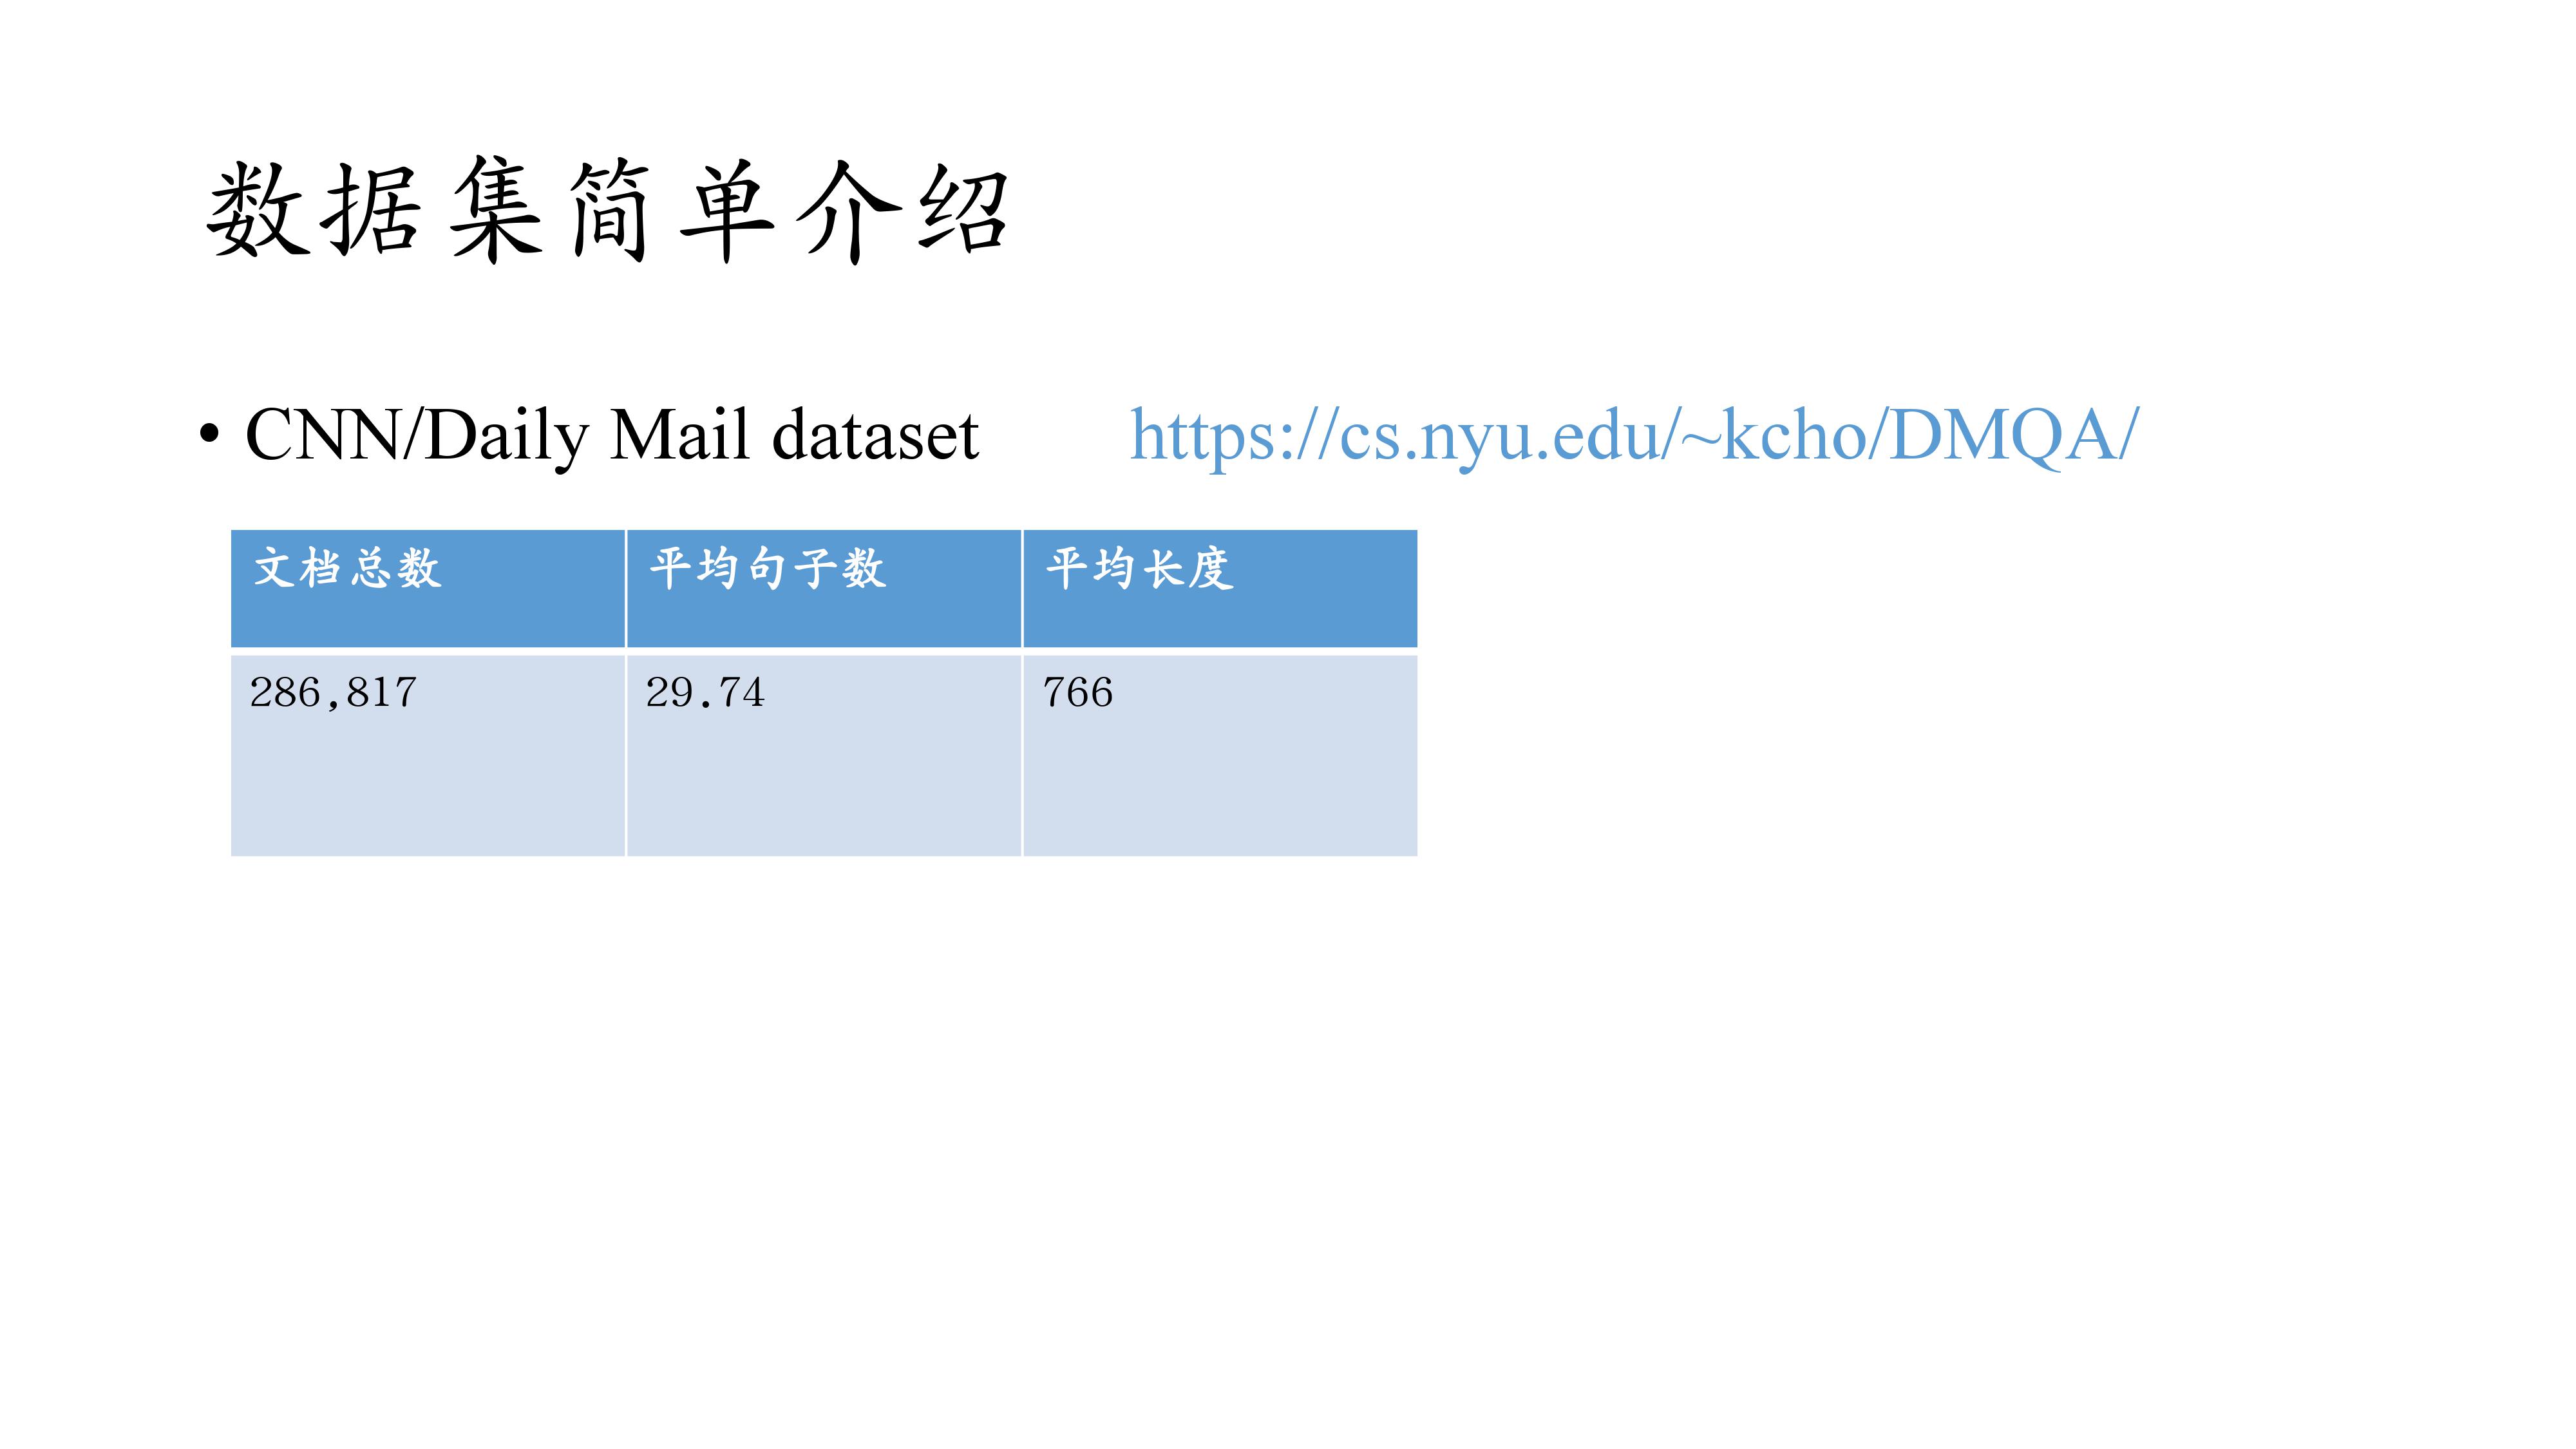 数据集简单介绍
• CNN/Daily Mail dataset https://cs.nyu.edu/~kcho/DMQA/
文档总数 平均句子数 平均长度
286,817 29.74 766